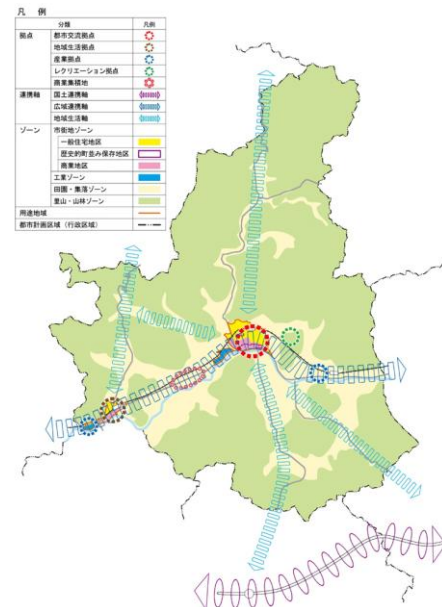 凡 例
分類 凡例
拠点 都市交流拠点
地域生活拠点
産業拠点
レクリエーション拠点
商業集積地
連携軸 国土連携軸
広域連携軸
地域生活軸
ゾーン 市街地ゾーン
一般住宅地区
歴史的町並み保存地区
商業地区
工業ゾーン
田園・集落ゾーン
里山・山林ゾーン
用途地域
都市計画区域（行政区域）